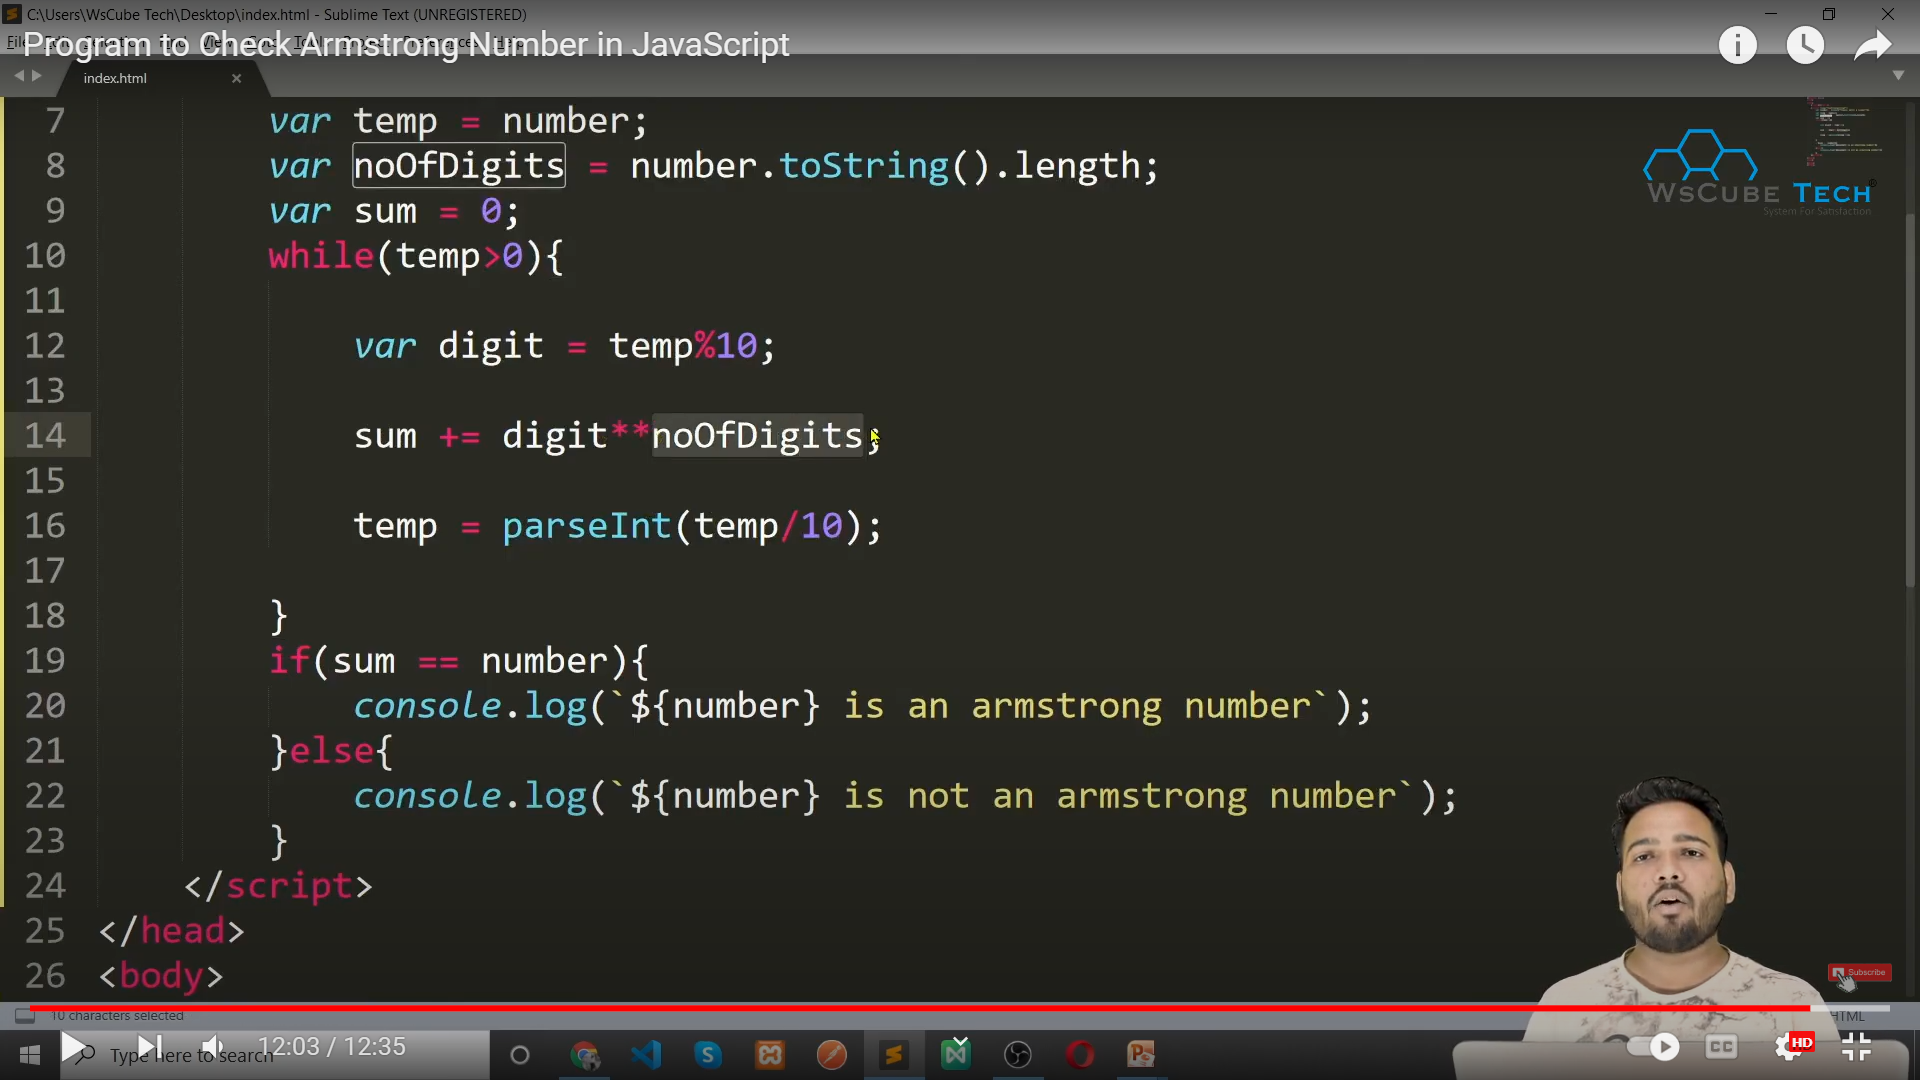 C:\Users\WsCube Tech\Desktop\index.html - Sublime Text (UNREGISTERED)
Program to Check Armstrong Number in JavaScript
index.html
7 var temp = number;
8 var noOfDigits = number.toString().length;
9 var sum = 0;
10 while(temp>0){
11
12 var digit = temp%10;
13
14 sum += digit**noOfDigits;
15
16 temp = parseInt(temp/10);
17
18 }
19 if(sum == number){
20 console.log(`${number} is an armstrong number`);
21 }else{
22 console.log(`${number} is not an armstrong number`);
23 }
24 </script>
25 </head>
26 <body>
WsCube Tech
System For Satisfaction
Subscribe
10 characters selected
HTML
Type here to search
12:03 / 12:35
CC
HD